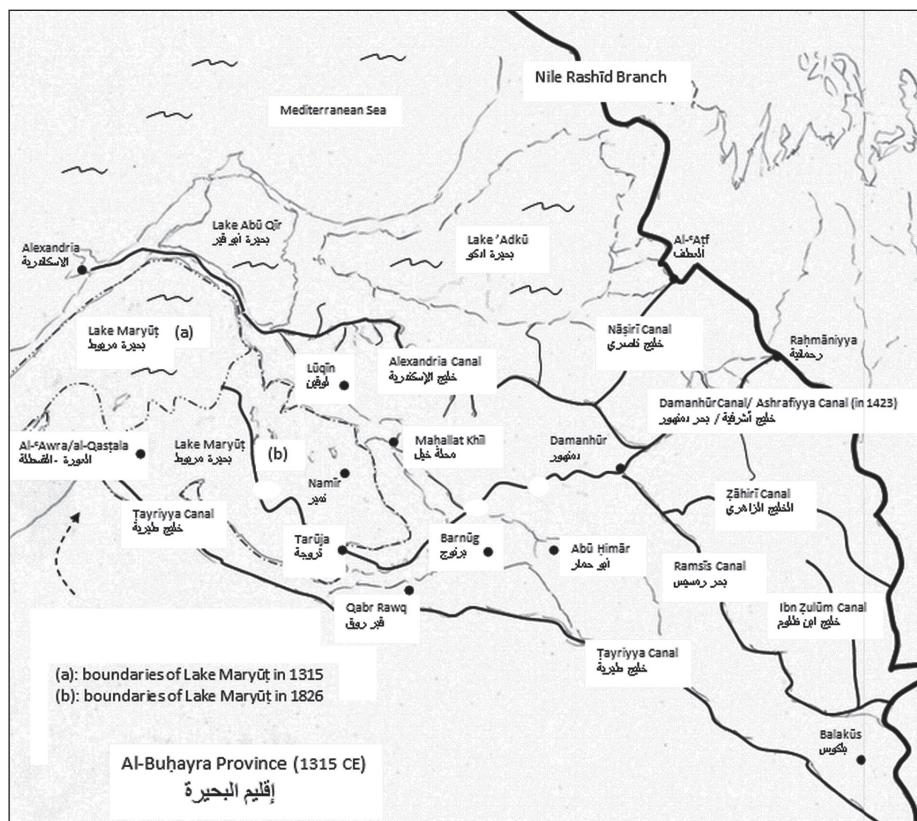 Nile Rashīd Branch
Mediterranean Sea
Lake Abū Qīr
بحيرة ابو قير
Lake 'Adkū
بحيرة ادكو
Al-ʿAṭf
العطف
Alexandria
الإسكندرية
Lake Maryūṭ (a)
بحيرة مريوط
Nāṣirī Canal
خليج ناصري
Raḥmāniyya
رحمانية
Lūqīn
لوقين
Alexandria Canal
خليج الإسكندرية
Damanhūr Canal/ Ashrafiyya Canal (in 1423)
خليج أشرفية / بحر دمنهور
Al-ʿAwra/al-Qasṭala
العورة - القسطلة
Lake Maryūṭ (b)
بحيرة مريوط
Maḥallat Khīl
محلة خيل
Damanhūr
دمنهور
Namīr
نمير
Ẓāhirī Canal
الخليج الزاهري
Ṭayriyya Canal
خليج طيرية
Tarūja
تروجة
Barnūg
برنوج
Abū Ḥimār
ابو حمار
Ramsīs Canal
بحر رمسيس
Qabr Rawq
قبر روق
Ibn Ẓulūm Canal
خليج ابن ظلوم
Ṭayriyya Canal
خليج طيرية
(a): boundaries of Lake Maryūṭ in 1315
(b): boundaries of Lake Maryūṭ in 1826
Balakūs
بلكوس
Al-Buḥayra Province (1315 CE)
إقليم البحيرة